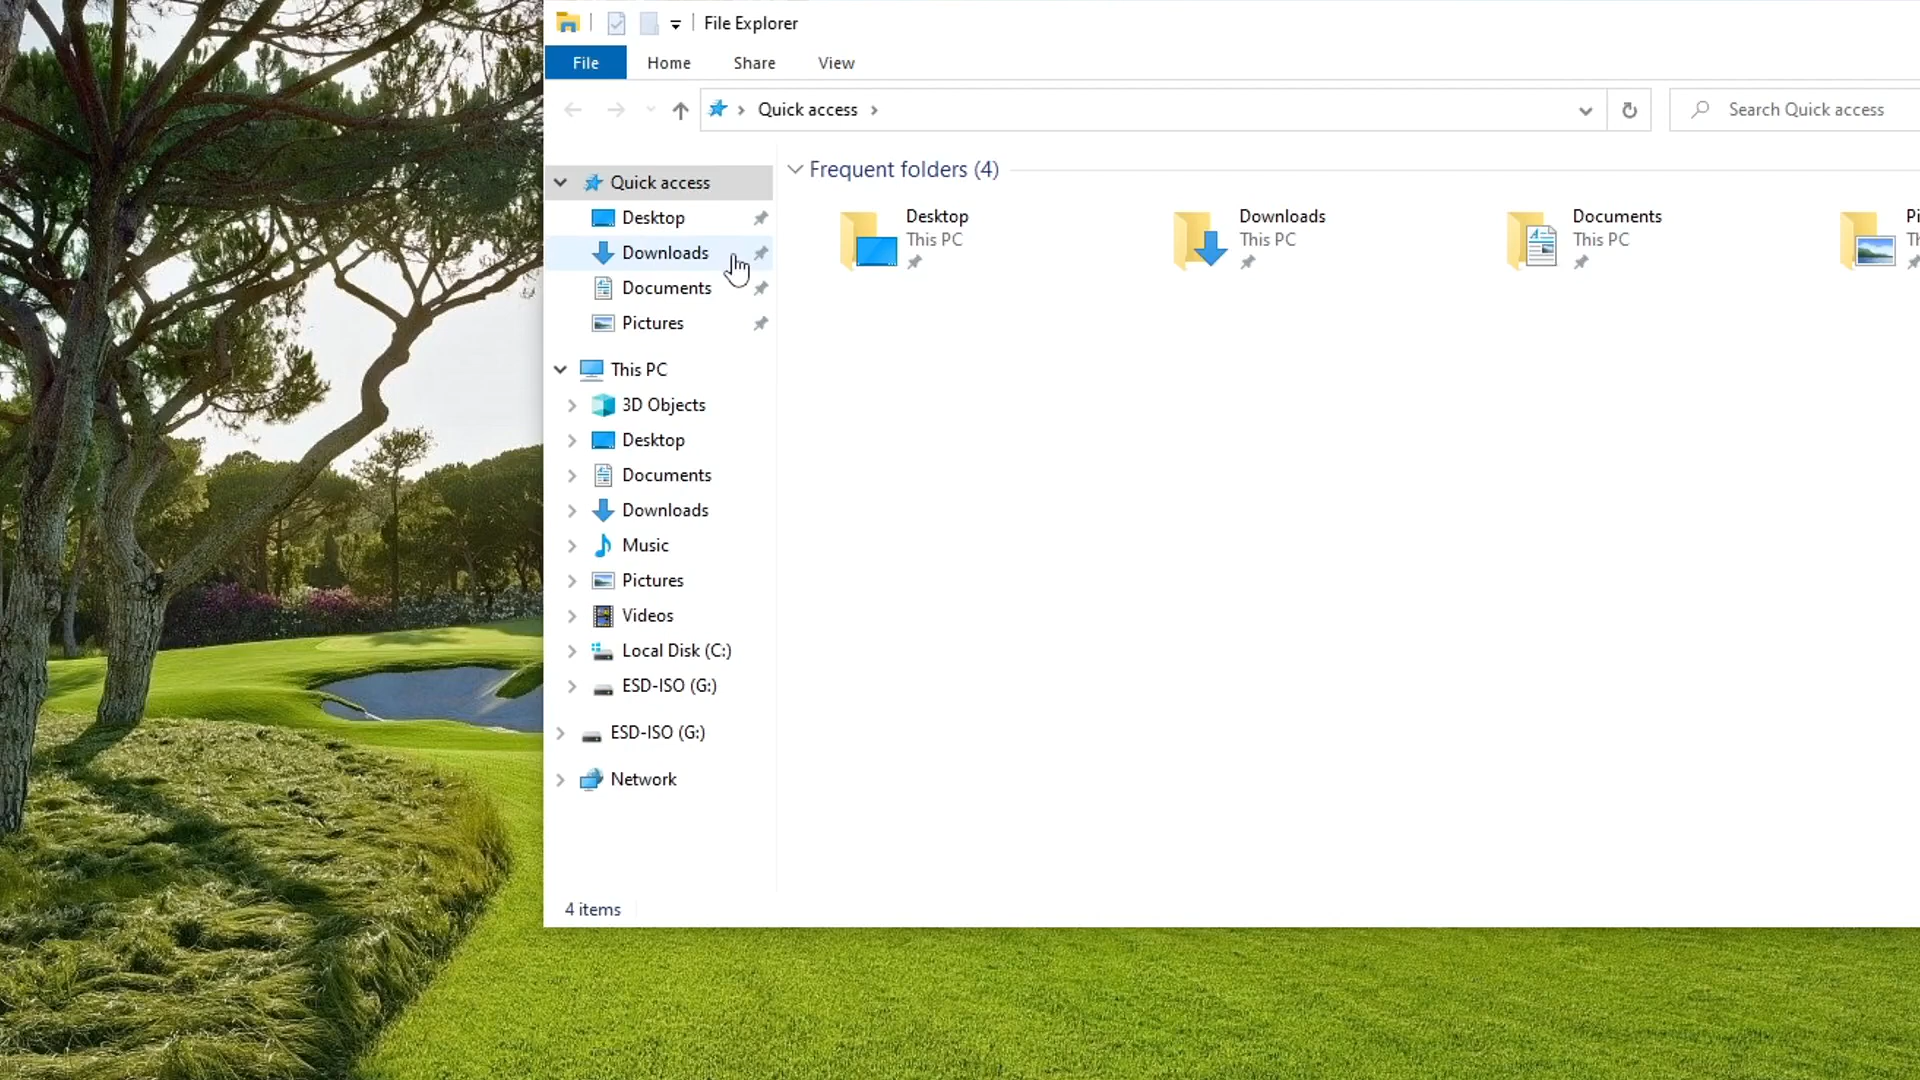 File Explorer
File Home Share View
Quick access
Search Quick access
Quick access
Desktop
Downloads
Documents
Pictures
This PC
3D Objects
Desktop
Documents
Downloads
Music
Pictures
Videos
Local Disk (C:)
ESD-ISO (G:)
ESD-ISO (G:)
Network
Frequent folders (4)
Desktop
This PC
Downloads
This PC
Documents
This PC
4 items